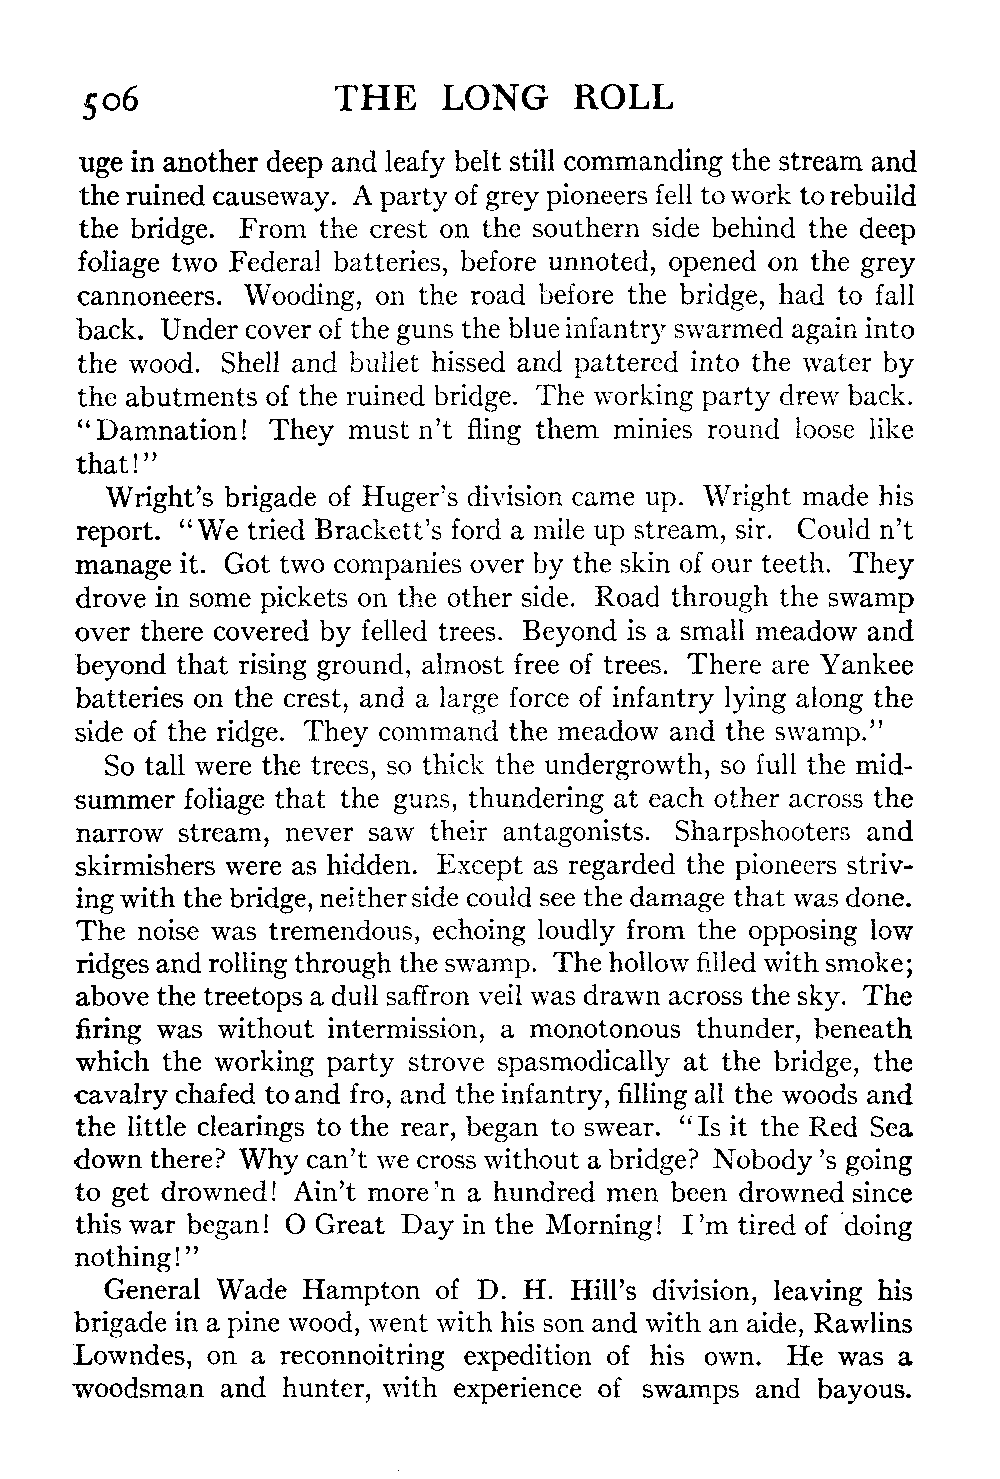 506 THE LONG ROLL
uge in another deep and leafy belt still commanding the stream and
the ruined causeway. A party of grey pioneers fell to work to rebuild
the bridge. From the crest on the southern side behind the deep
foliage two Federal batteries, before unnoted, opened on the grey
cannoneers. Wooding, on the road before the bridge, had to fall
back. Under cover of the guns the blue infantry swarmed again into
the wood. Shell and bullet hissed and pattered into the water by
the abutments of the ruined bridge. The working party drew back.
"Damnation! They must n't fling them minies round loose like
that!"
Wright's brigade of Huger's division came up. Wright made his
report. "We tried Brackett's ford a mile up stream, sir. Could n't
manage it. Got two companies over by the skin of our teeth. They
drove in some pickets on the other side. Road through the swamp
over there covered by felled trees. Beyond is a small meadow and
beyond that rising ground, almost free of trees. There are Yankee
batteries on the crest, and a large force of infantry lying along the
side of the ridge. They command the meadow and the swamp."
So tall were the trees, so thick the undergrowth, so full the mid-
summer foliage that the guns, thundering at each other across the
narrow stream, never saw their antagonists. Sharpshooters and
skirmishers were as hidden. Except as regarded the pioneers striv-
ing with the bridge, neither side could see the damage that was done.
The noise was tremendous, echoing loudly from the opposing low
ridges and rolling through the swamp. The hollow filled with smoke;
above the treetops a dull saffron veil was drawn across the sky. The
firing was without intermission, a monotonous thunder, beneath
which the working party strove spasmodically at the bridge, the
cavalry chafed to and fro, and the infantry, filling all the woods and
the little clearings to the rear, began to swear. "Is it the Red Sea
down there? Why can't we cross without a bridge? Nobody 's going
to get drowned! Ain't more 'n a hundred men been drowned since
this war began! O Great Day in the Morning! I 'm tired of doing
nothing!"
General Wade Hampton of D. H. Hill's division, leaving his
brigade in a pine wood, went with his son and with an aide, Rawlins
Lowndes, on a reconnoitring expedition of his own. He was a
woodsman and hunter, with experience of swamps and bayous.